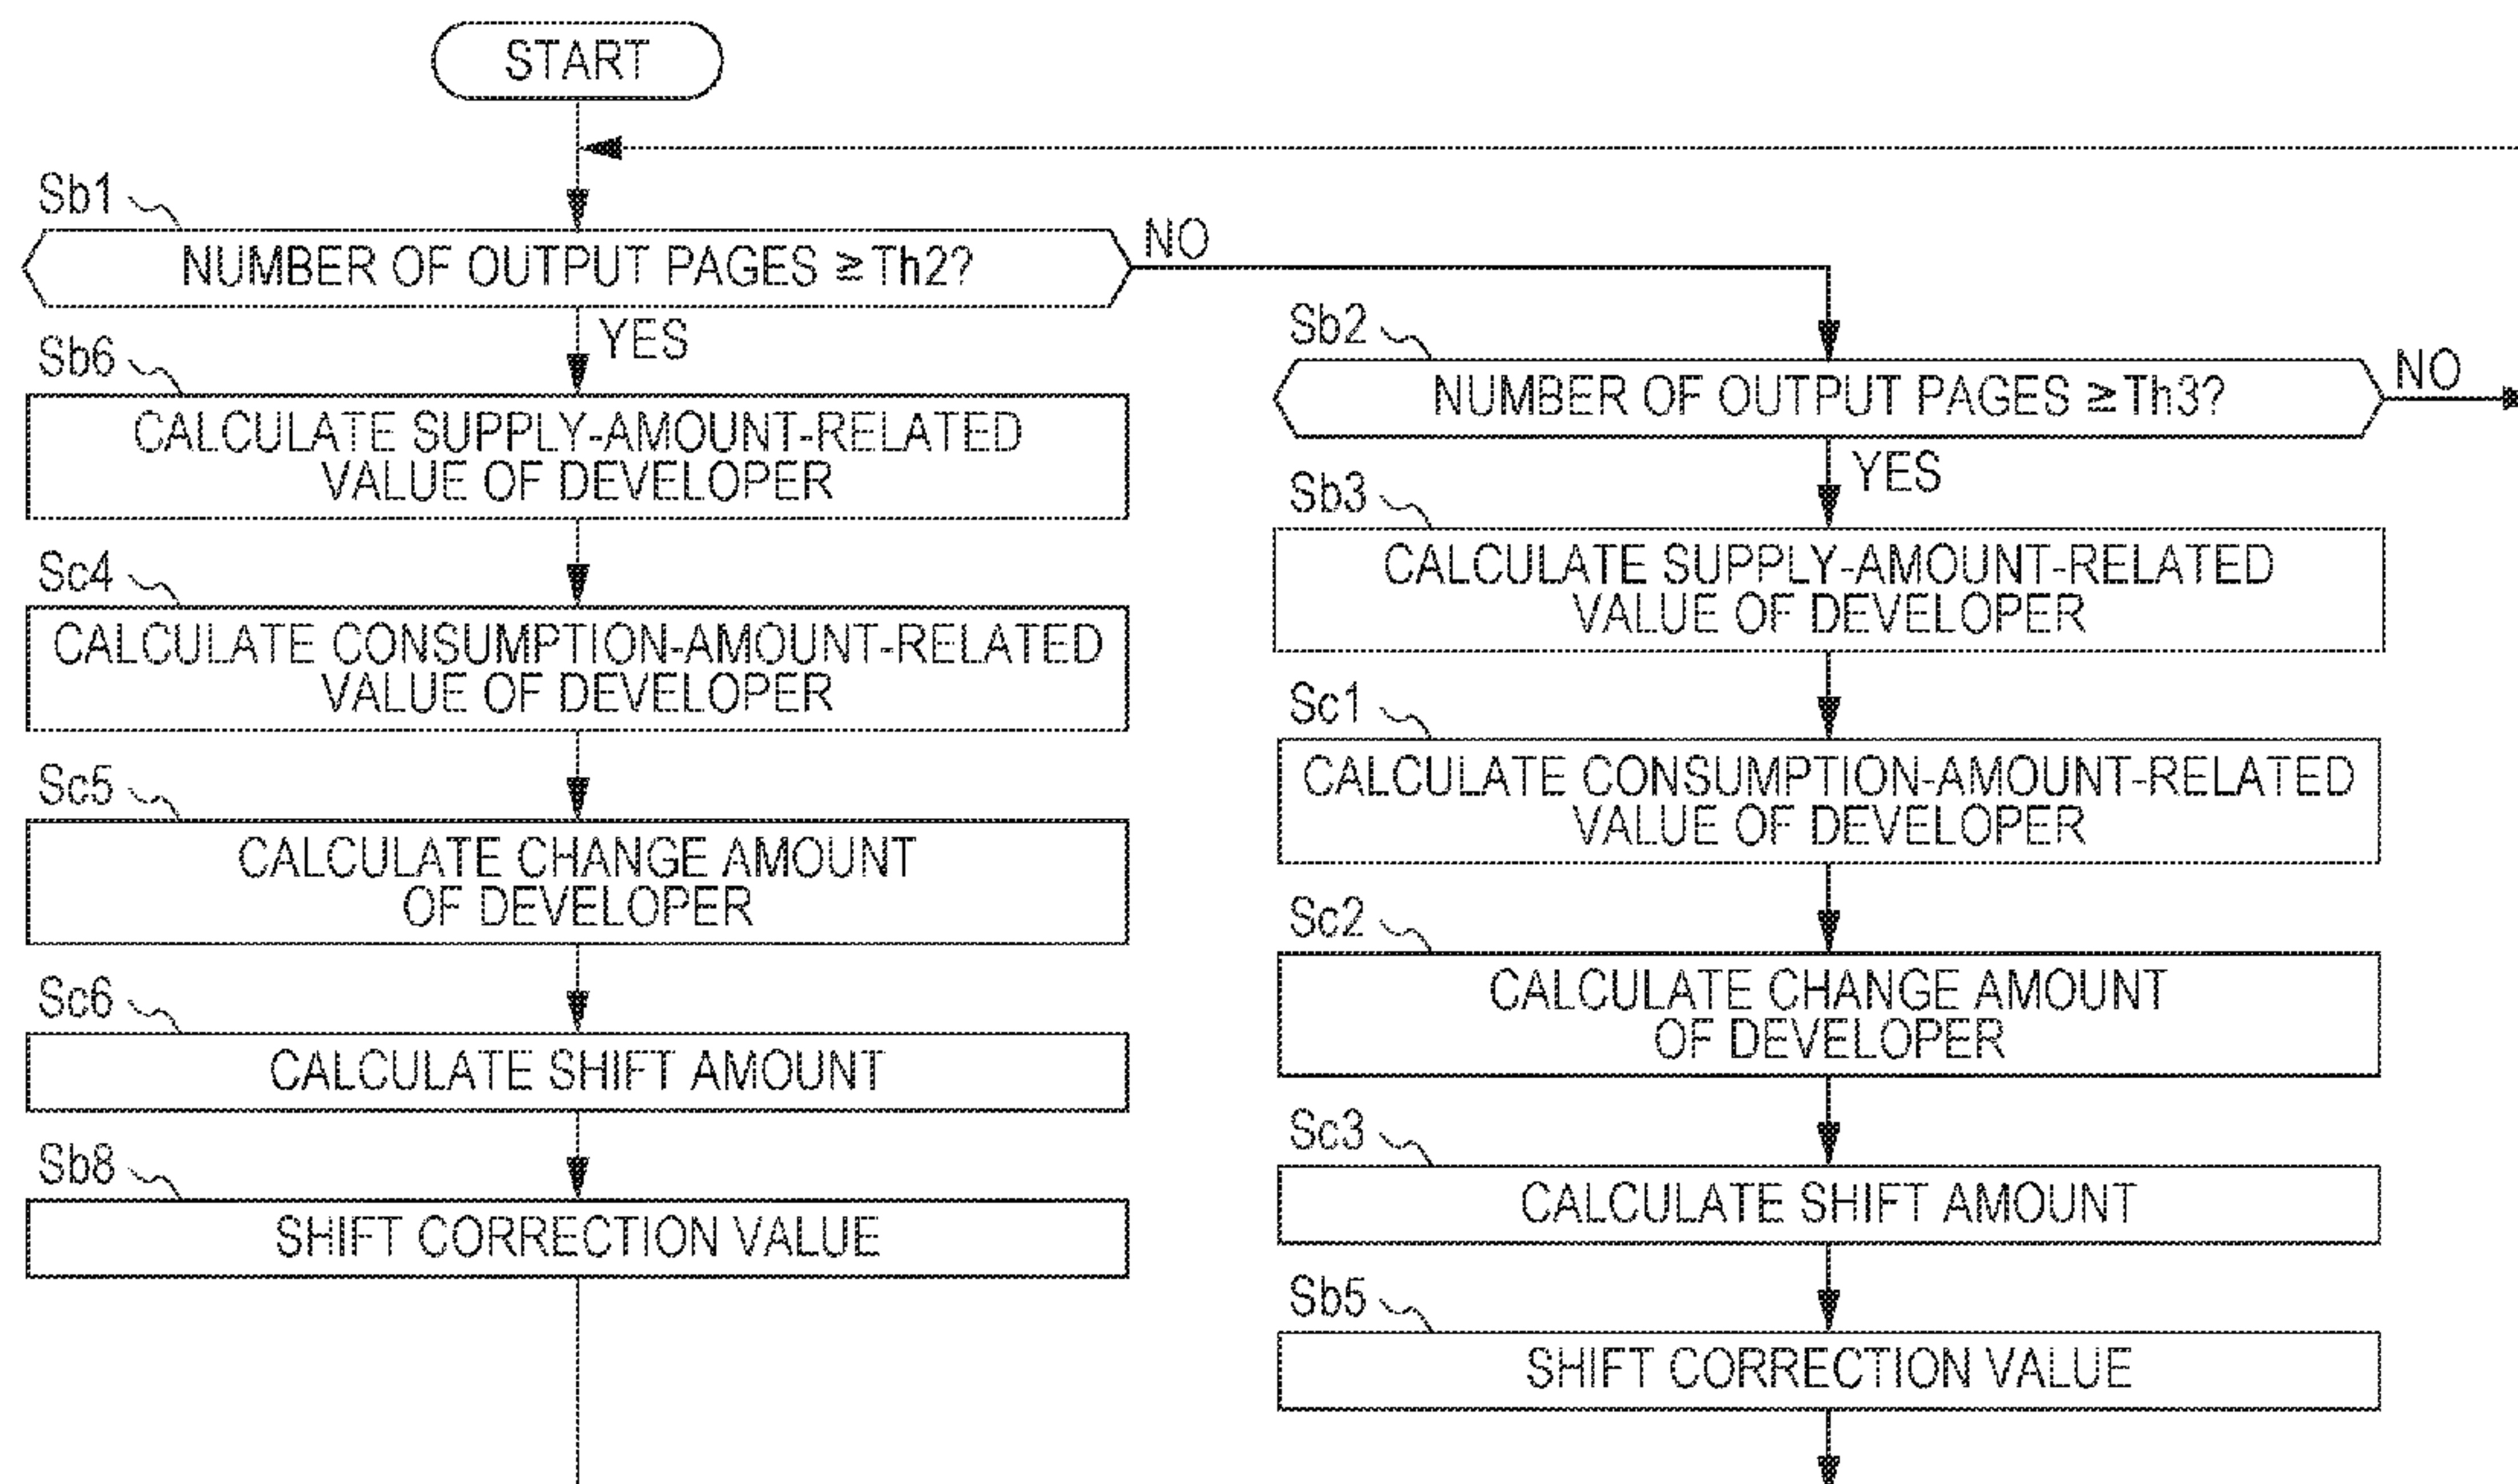 START
Sb1
NUMBER OF OUTPUT PAGES ≧ Th2?
NO
YES
Sb6
CALCULATE SUPPLY-AMOUNT-RELATED
VALUE OF DEVELOPER
Sc4
CALCULATE CONSUMPTION-AMOUNT-RELATED
VALUE OF DEVELOPER
Sc5
CALCULATE CHANGE AMOUNT
OF DEVELOPER
Sc6
CALCULATE SHIFT AMOUNT
Sb8
SHIFT CORRECTION VALUE
Sb2
NUMBER OF OUTPUT PAGES ≧ Th3?
NO
YES
Sb3
CALCULATE SUPPLY-AMOUNT-RELATED
VALUE OF DEVELOPER
Sc1
CALCULATE CONSUMPTION-AMOUNT-RELATED
VALUE OF DEVELOPER
Sc2
CALCULATE CHANGE AMOUNT
OF DEVELOPER
Sc3
CALCULATE SHIFT AMOUNT
Sb5
SHIFT CORRECTION VALUE